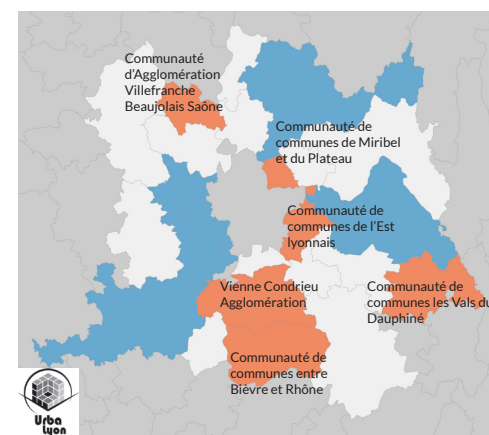 Communauté
d'Agglomération
Villefranche
Beaujolais Saône
Communauté de
communes de Miribel
et du Plateau
Communauté de
communes de l'Est
lyonnais
Vienne Condrieu
Agglomération
Communauté de
communes les Vals du
Dauphiné
Communauté de
communes entre
Bièvre et Rhône
Urba
Lyon